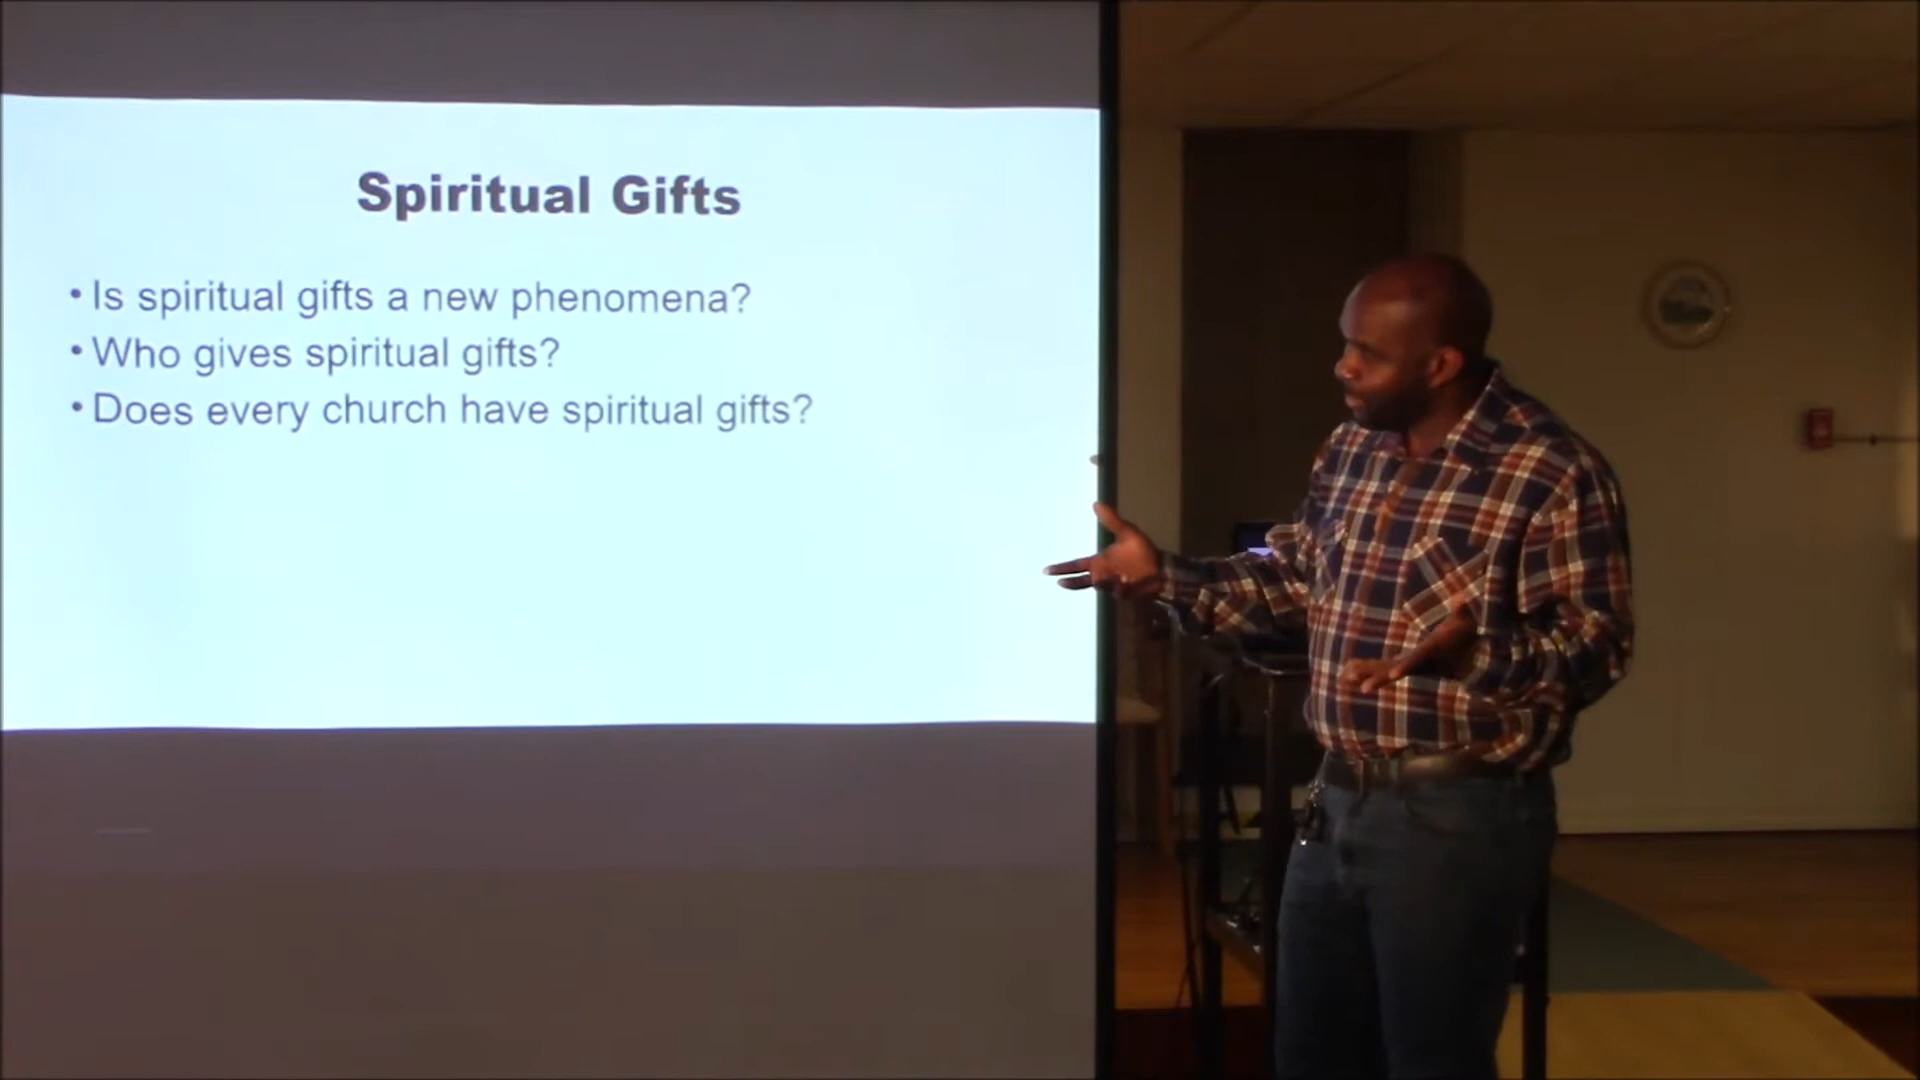 Spiritual Gifts
• Is spiritual gifts a new phenomena?
• Who gives spiritual gifts?
• Does every church have spiritual gifts?